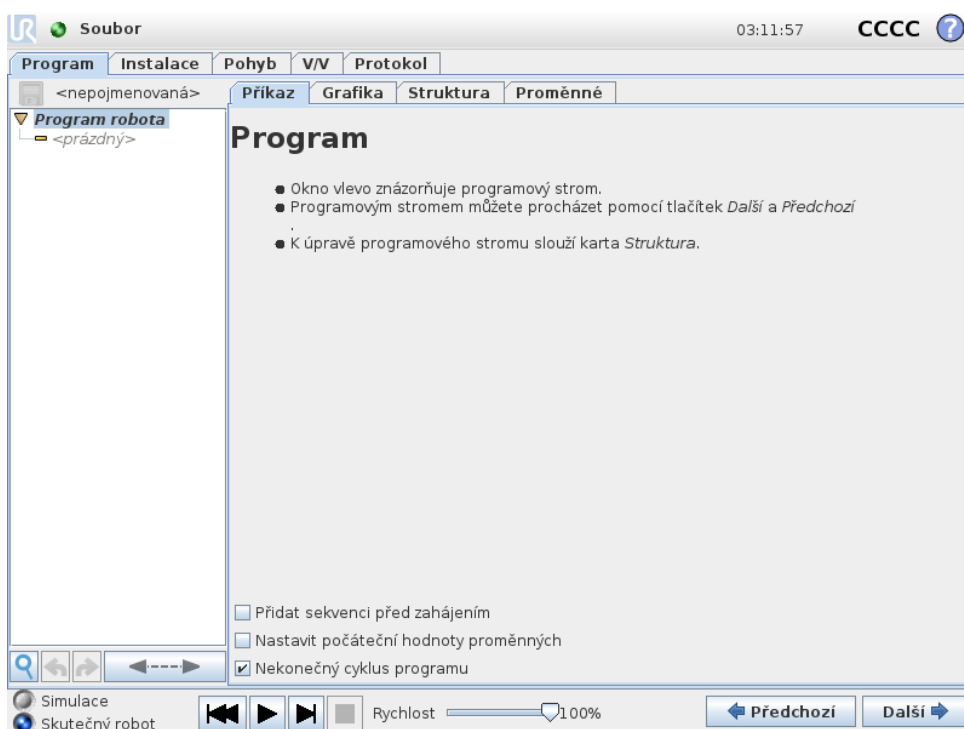 UR Soubor 03:11:57 CCCC ?
Program Instalace Pohyb V/V Protokol
<nepojmenovaná>
Příkaz Grafika Struktura Proměnné
Program robota
<prázdný>
Program
Okno vlevo znázorňuje programový strom.
Programovým stromem můžete procházet pomocí tlačítek Další a Předchozí
.
K úpravě programového stromu slouží karta Struktura.
Přidat sekvenci před zahájením
Nastavit počáteční hodnoty proměnných
Nekonečný cyklus programu
Simulace
Skutečný robot
Rychlost 100%
Předchozí Další